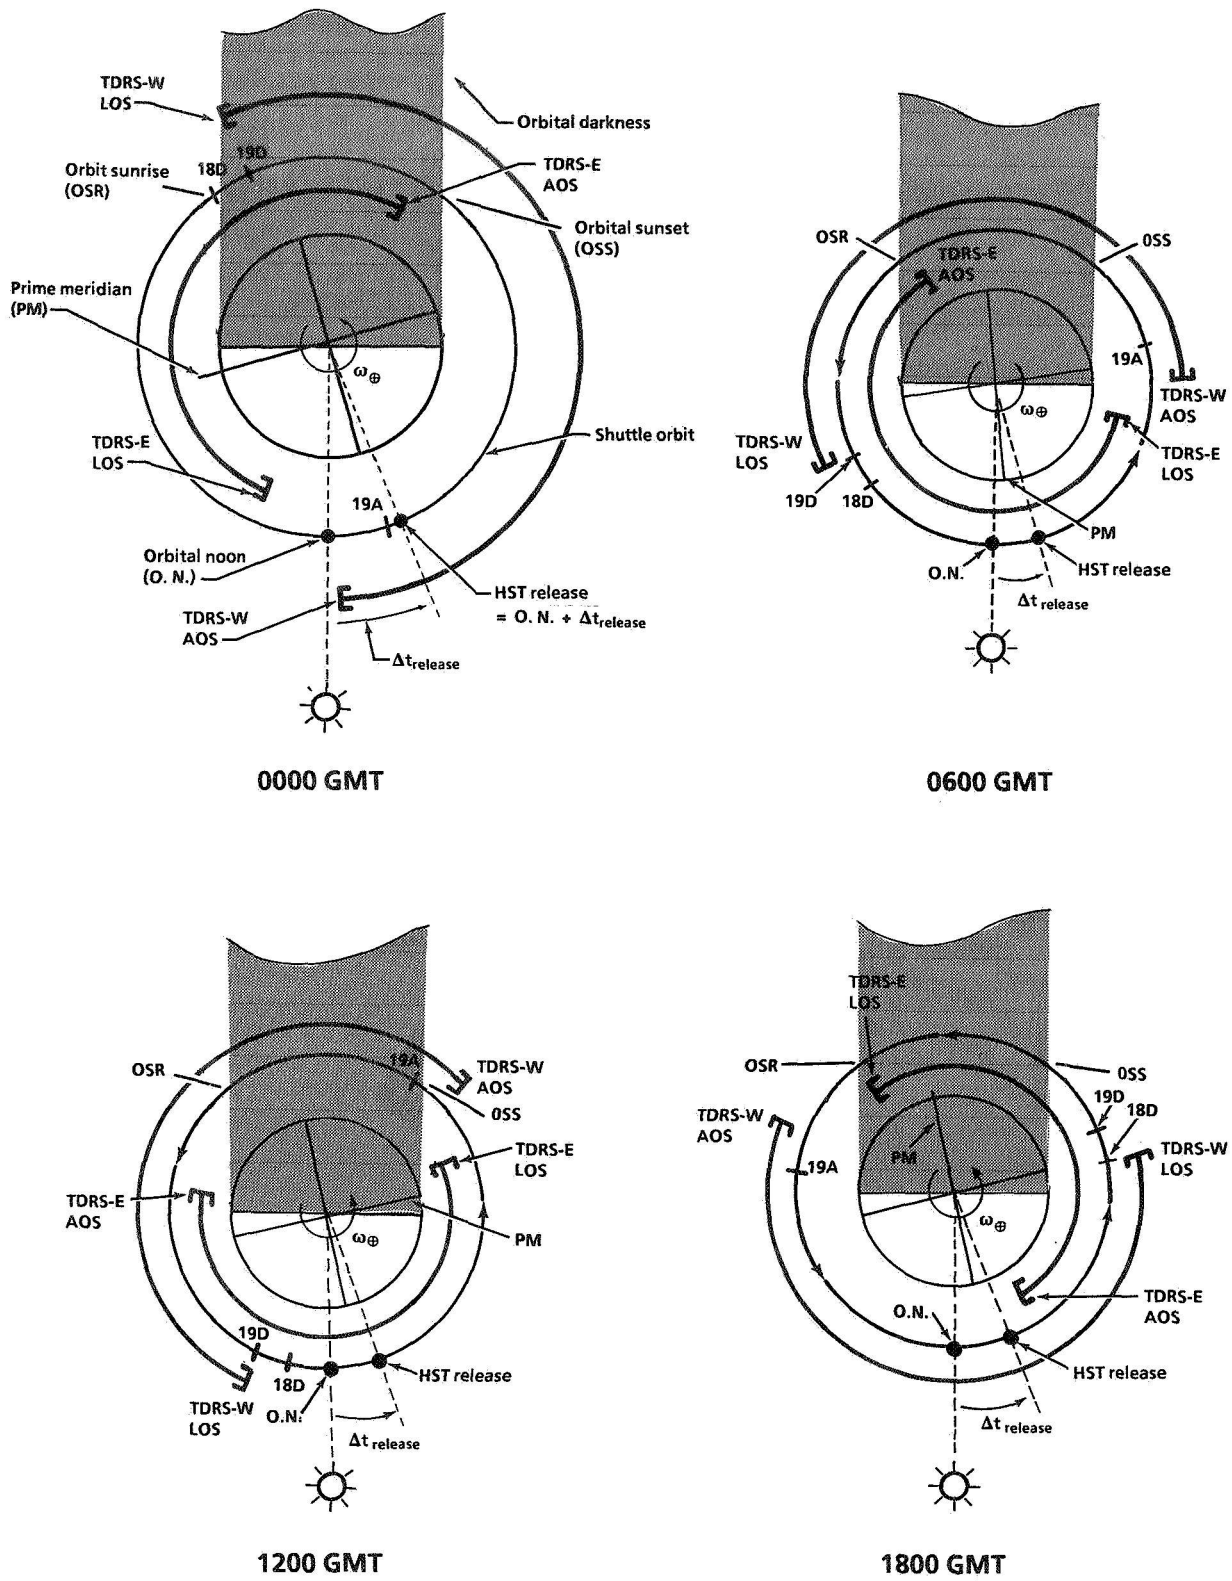 TDRS-W
LOS
Orbital darkness
19D
18D
Orbit sunrise
(OSR)
TDRS-E
AOS
Orbital sunset
(OSS)
Prime meridian
(PM)
ω⊕
TDRS-E
LOS
Shuttle orbit
19A
Orbital noon
(O. N.)
HST release
= O. N. + Δtrelease
TDRS-W
AOS
Δtrelease
0000 GMT
OSR
0SS
TDRS-E
AOS
19A
ω⊕
TDRS-W
AOS
TDRS-W
LOS
TDRS-E
LOS
19D
18D
PM
O.N.
HST release
Δt release
0600 GMT
OSR
19A
TDRS-W
AOS
0SS
TDRS-E
LOS
TDRS-E
AOS
ω⊕
PM
19D
18D
HST release
TDRS-W
LOS
O.N.
Δt release
1200 GMT
TDRS-E
LOS
OSR
0SS
19D
18D
TDRS-W
AOS
TDRS-W
LOS
19A
PM
ω⊕
TDRS-E
AOS
O.N.
HST release
Δt release
1800 GMT